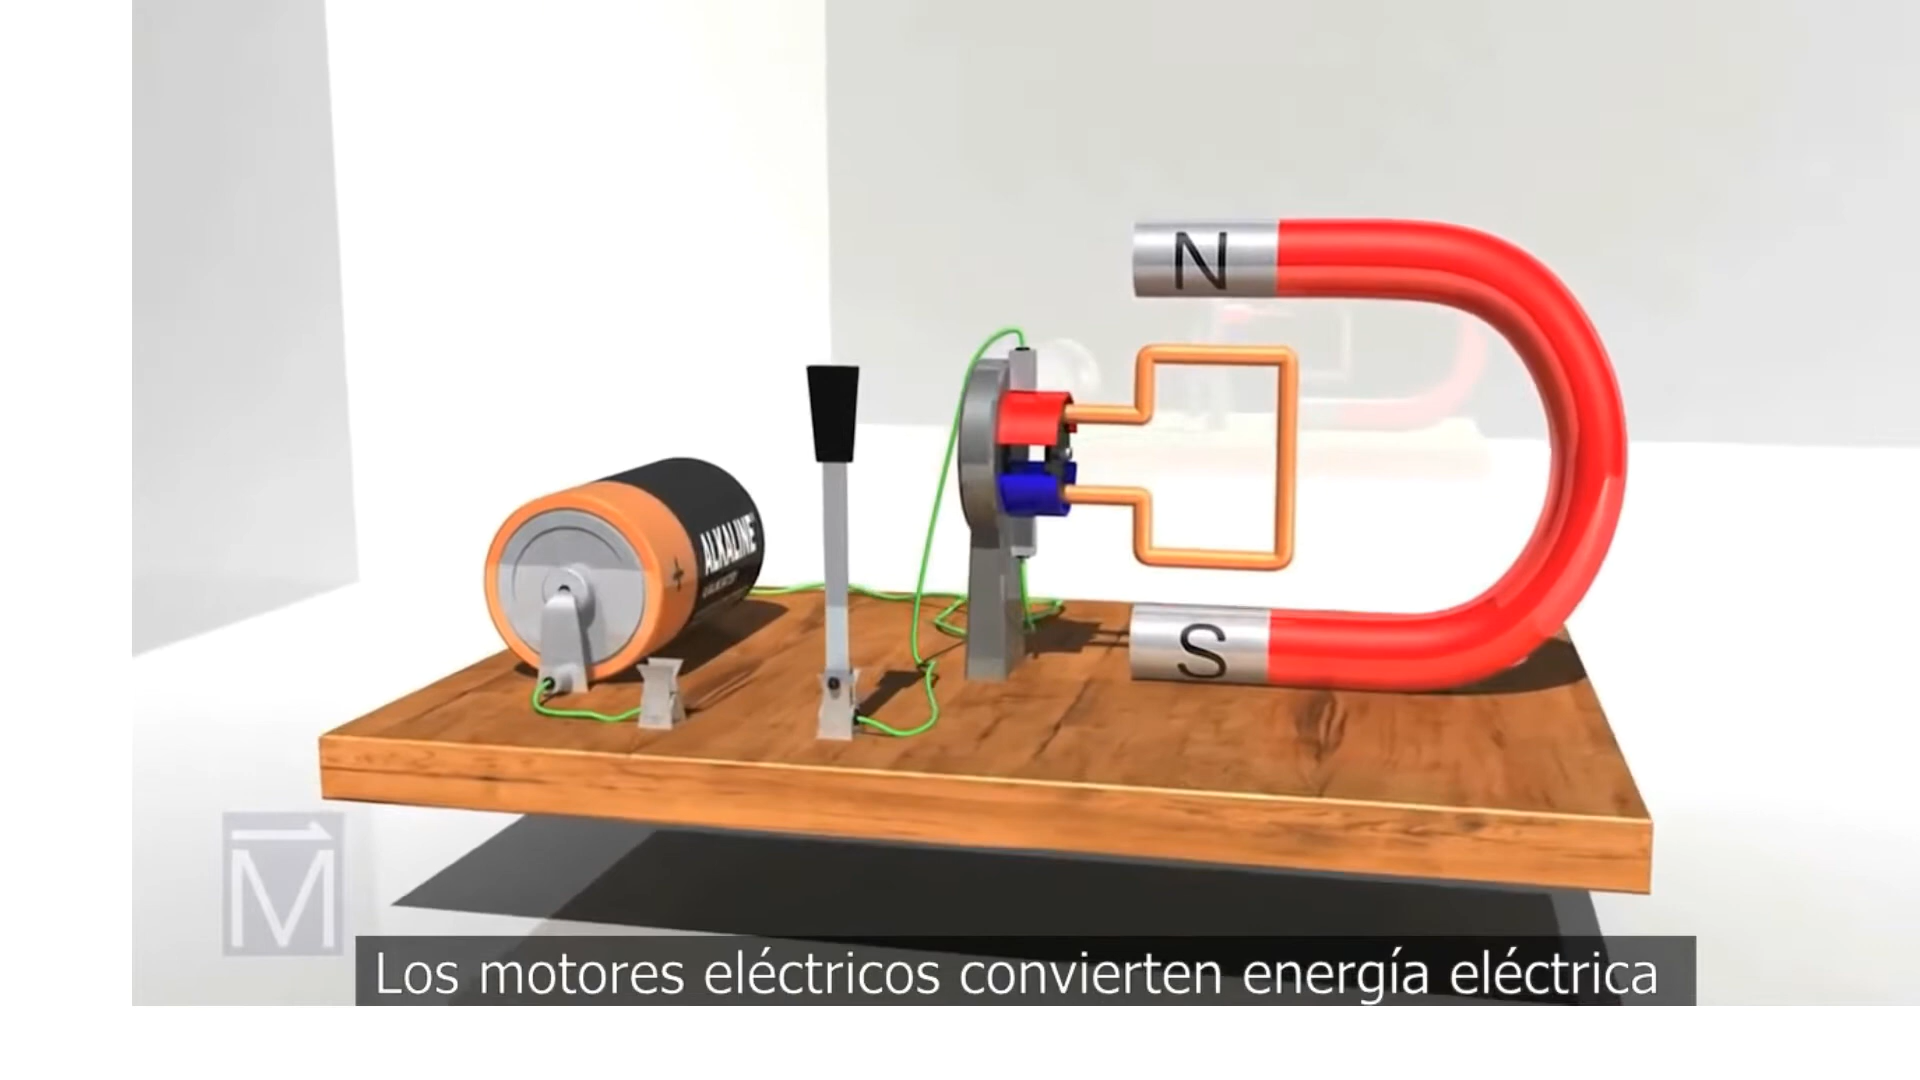 N
ALKALINE
+
S
M
Los motores eléctricos convierten energía eléctrica